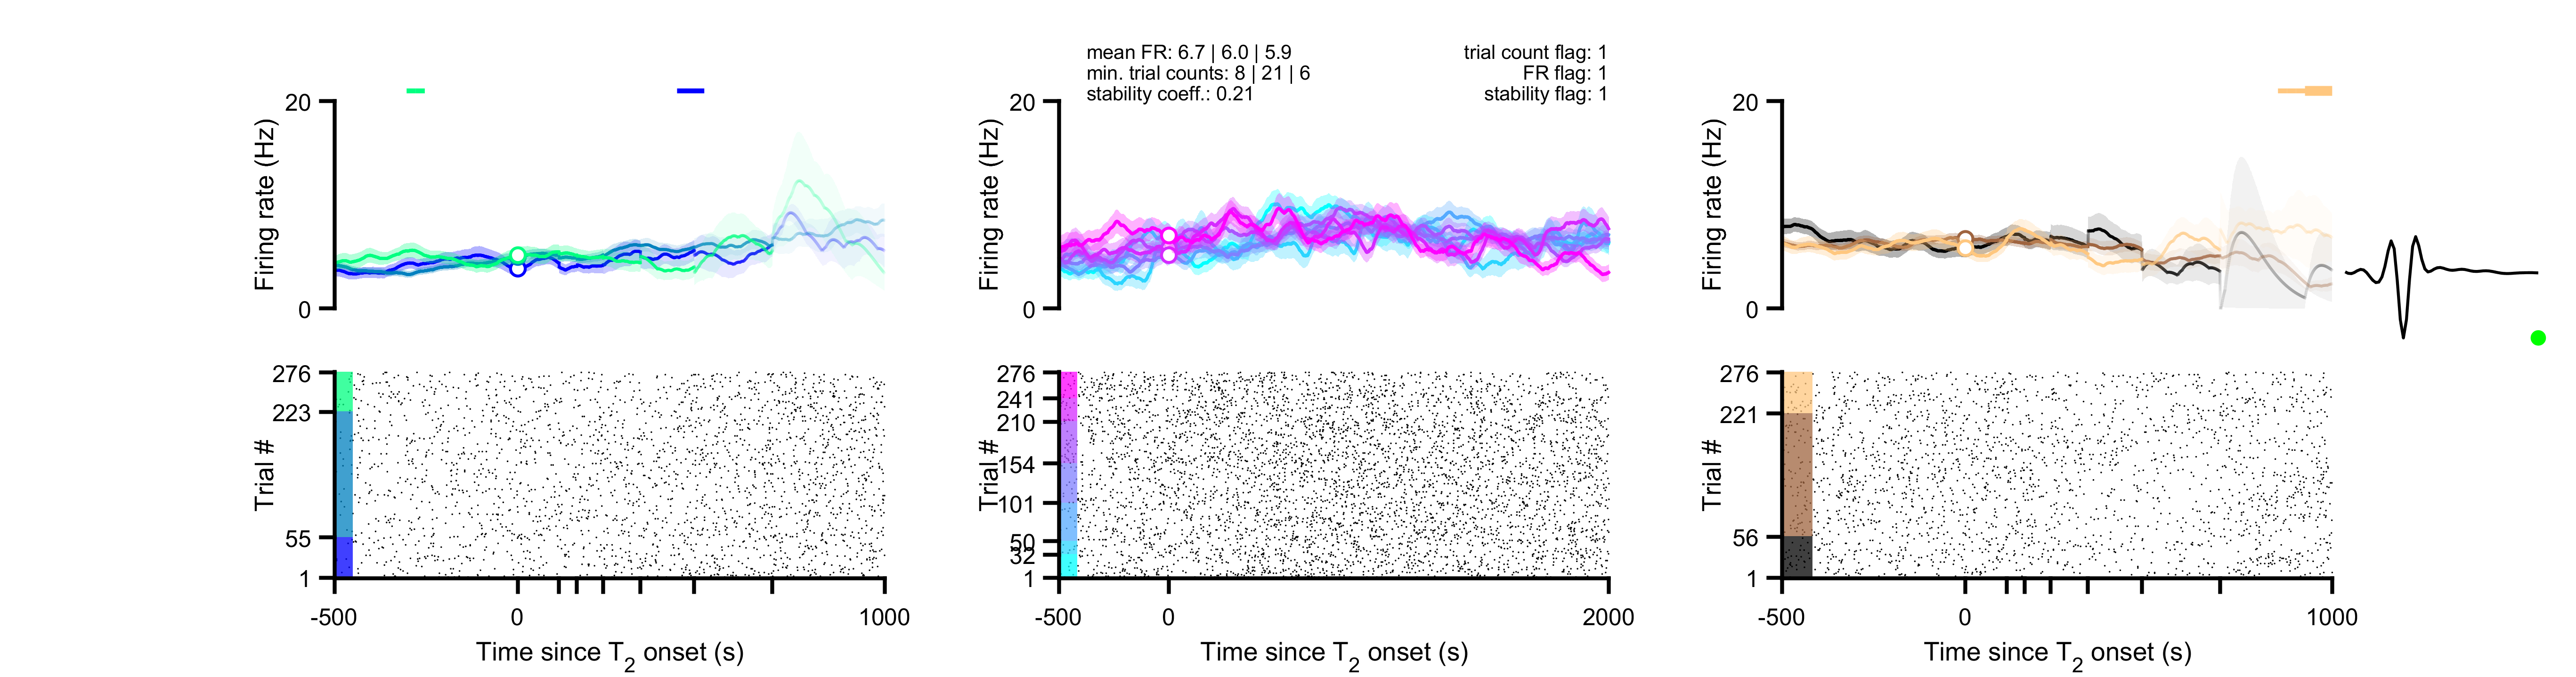 mean FR: 6.7 | 6.0 | 5.9
min. trial counts: 8 | 21 | 6
stability coeff.: 0.21
trial count flag: 1
FR flag: 1
stability flag: 1
20
0
Firing rate (Hz)
20
0
Firing rate (Hz)
20
0
Firing rate (Hz)
276
223
55
1
Trial #
-500
0
1000
Time since T2 onset (s)
276
241
210
154
101
50
32
1
Trial #
-500
0
2000
Time since T2 onset (s)
276
221
56
1
Trial #
-500
0
1000
Time since T2 onset (s)